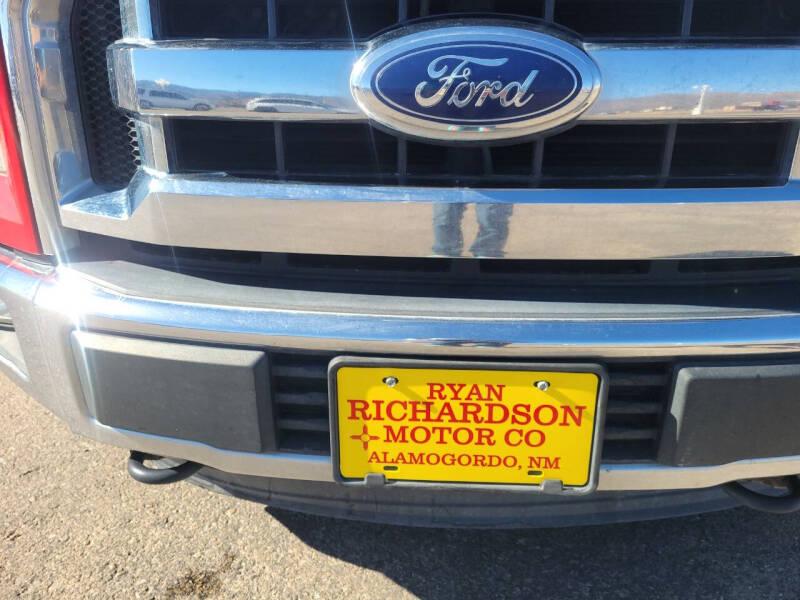 Ford
RYAN
RICHARDSON
MOTOR CO
ALAMOGORDO, NM